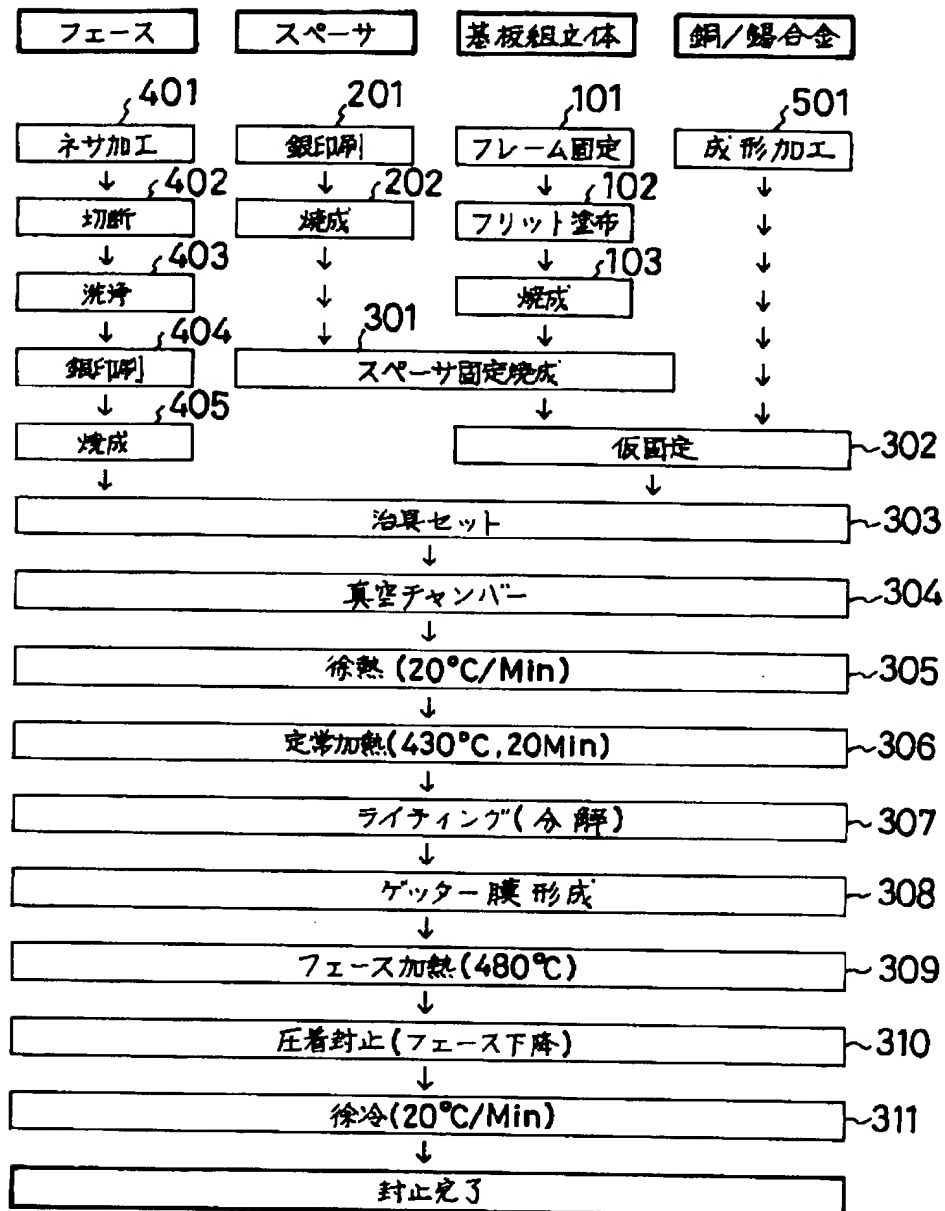 フェース スペーサ 基板組立体 銅/錫合金
401 201 101 501
ネサ加工 銀印刷 フレーム固定 成形加工
402 202 102
切断 焼成 フリット塗布
403 103
洗浄 焼成
404 301
銀印刷 スペーサ固定焼成
405
焼成 仮固定 302
治具セット 303
真空チャンバー 304
徐熱(20°C/Min) 305
定常加熱(430°C,20Min) 306
ライティング(分解) 307
ゲッター膜形成 308
フェース加熱(480°C) 309
圧着封止(フェース下降) 310
徐冷(20°C/Min) 311
封止完了